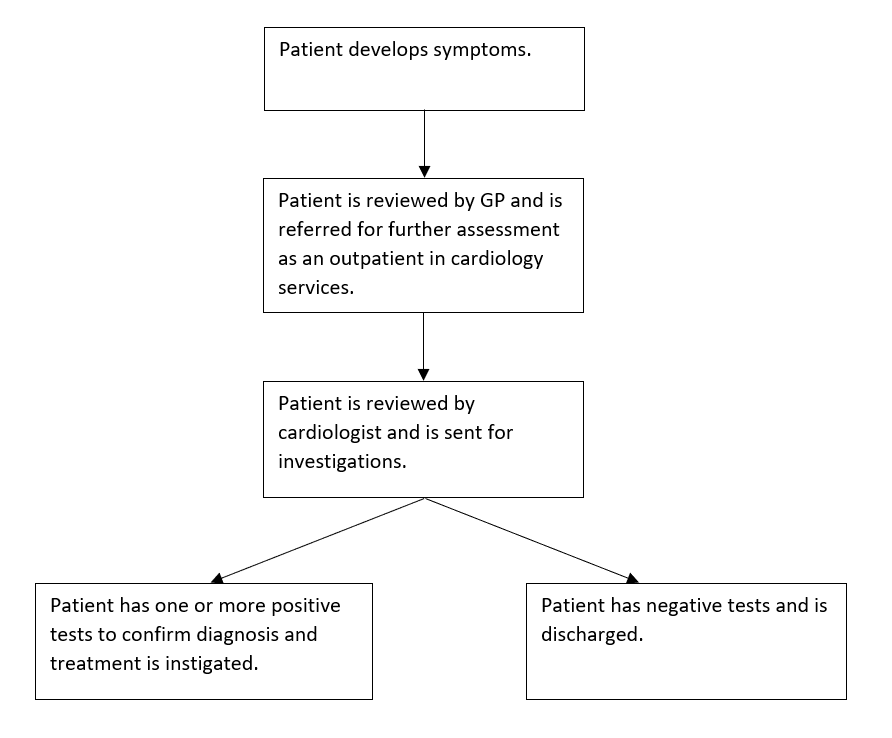 Patient develops symptoms.
Patient is reviewed by GP and is
referred for further assessment
as an outpatient in cardiology
services.
Patient is reviewed by
cardiologist and is sent for
investigations.
Patient has one or more positive
tests to confirm diagnosis and
treatment is instigated.
Patient has negative tests and is
discharged.